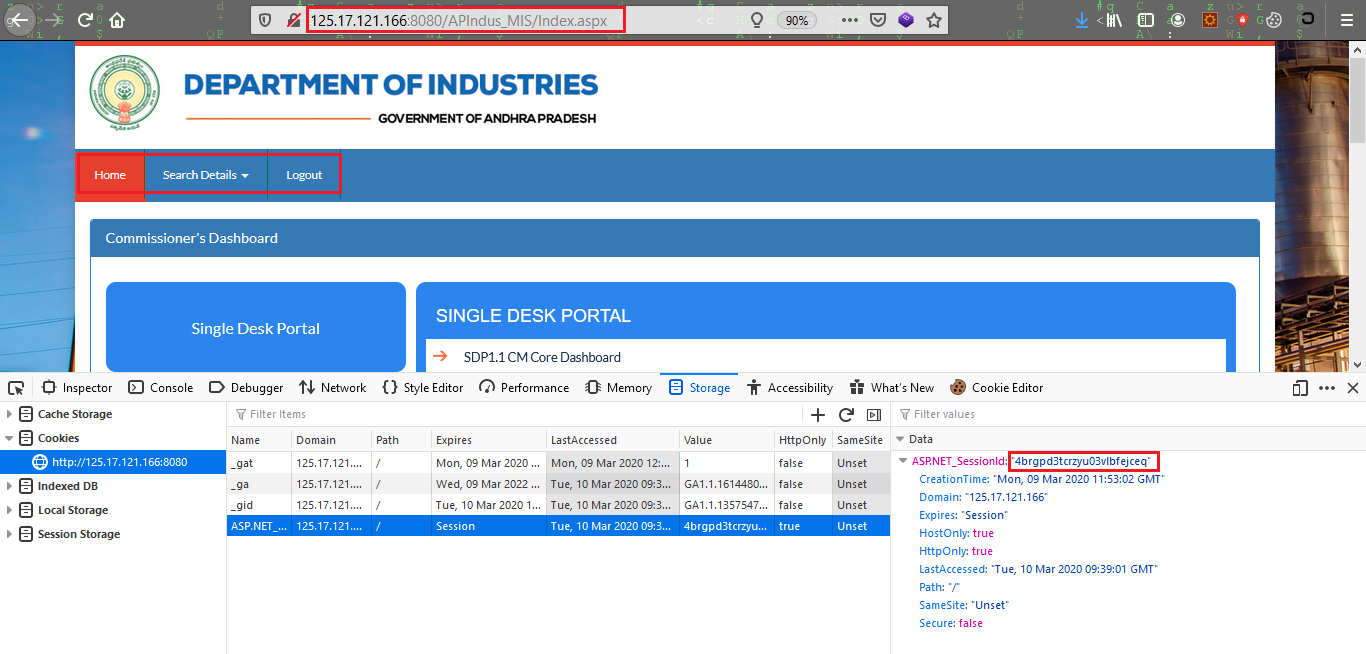 125.17.121.166:8080/APIndus_MIS/Index.aspx
90%
DEPARTMENT OF INDUSTRIES
GOVERNMENT OF ANDHRA PRADESH
Home Search Details Logout
Commissioner's Dashboard
Single Desk Portal
SINGLE DESK PORTAL
SDP1.1 CM Core Dashboard
Inspector Console Debugger Network Style Editor Performance Memory Storage Accessibility What's New Cookie Editor
Cache Storage
Cookies
http://125.17.121.166:8080
Indexed DB
Local Storage
Session Storage
Filter Items
Name Domain Path Expires LastAccessed Value HttpOnly SameSite
_gat 125.17.121.... / Mon, 09 Mar 2020 ... Mon, 09 Mar 2020 12:... 1 false Unset
_ga 125.17.121.... / Wed, 09 Mar 2022 ... Tue, 10 Mar 2020 09:3... GA1.1.1614480... false Unset
_gid 125.17.121.... / Tue, 10 Mar 2020 1... Tue, 10 Mar 2020 09:3... GA1.1.1357547... false Unset
ASP.NET_... 125.17.121.... / Session Tue, 10 Mar 2020 09:3... 4brgpd3tcrzyu... true Unset
Filter values
Data
ASP.NET_SessionId: "4brgpd3tcrzyu03vlbfejceq"
CreationTime: "Mon, 09 Mar 2020 11:53:02 GMT"
Domain: "125.17.121.166"
Expires: "Session"
HostOnly: true
HttpOnly: true
LastAccessed: "Tue, 10 Mar 2020 09:39:01 GMT"
Path: "/"
SameSite: "Unset"
Secure: false